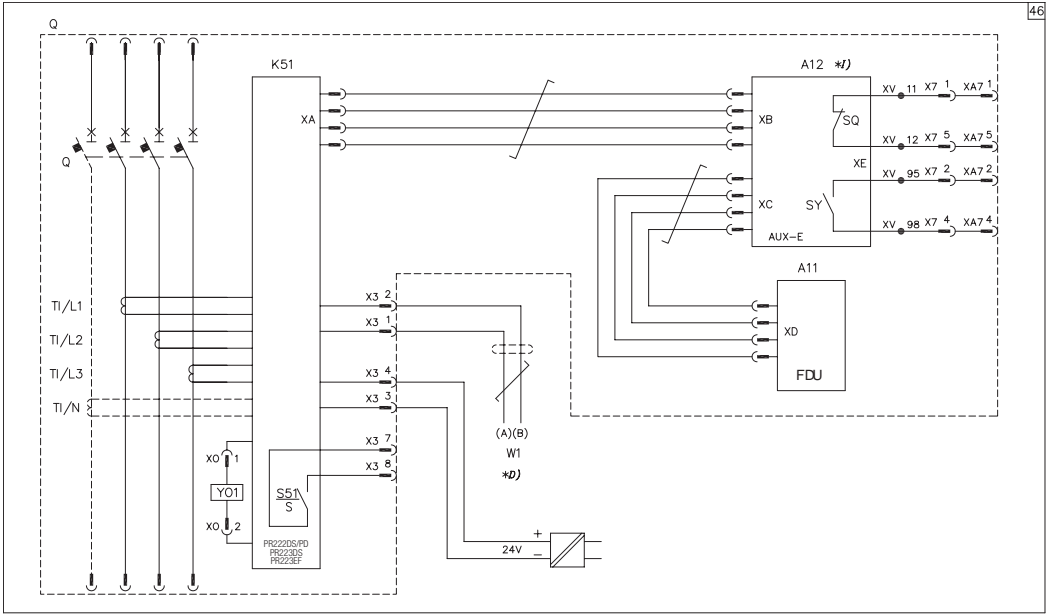 46
Q
K51
A12 *I)
XA
XB
SQ
XV 11 X7 1 XA7 1
XV 12 X7 5 XA7 5
XE
XV 95 X7 2 XA7 2
XC
SY
XV 98 X7 4 XA7 4
AUX-E
Q
A11
XD
FDU
TI/L1
TI/L2
TI/L3
TI/N
X3 2
X3 1
X3 4
X3 3
(A)(B)
W1
*D)
X3 7
X3 8
XO 1
YO1
XO 2
S51
S
PR222DS/PD
PR223DS
PR223EF
+
24V
−